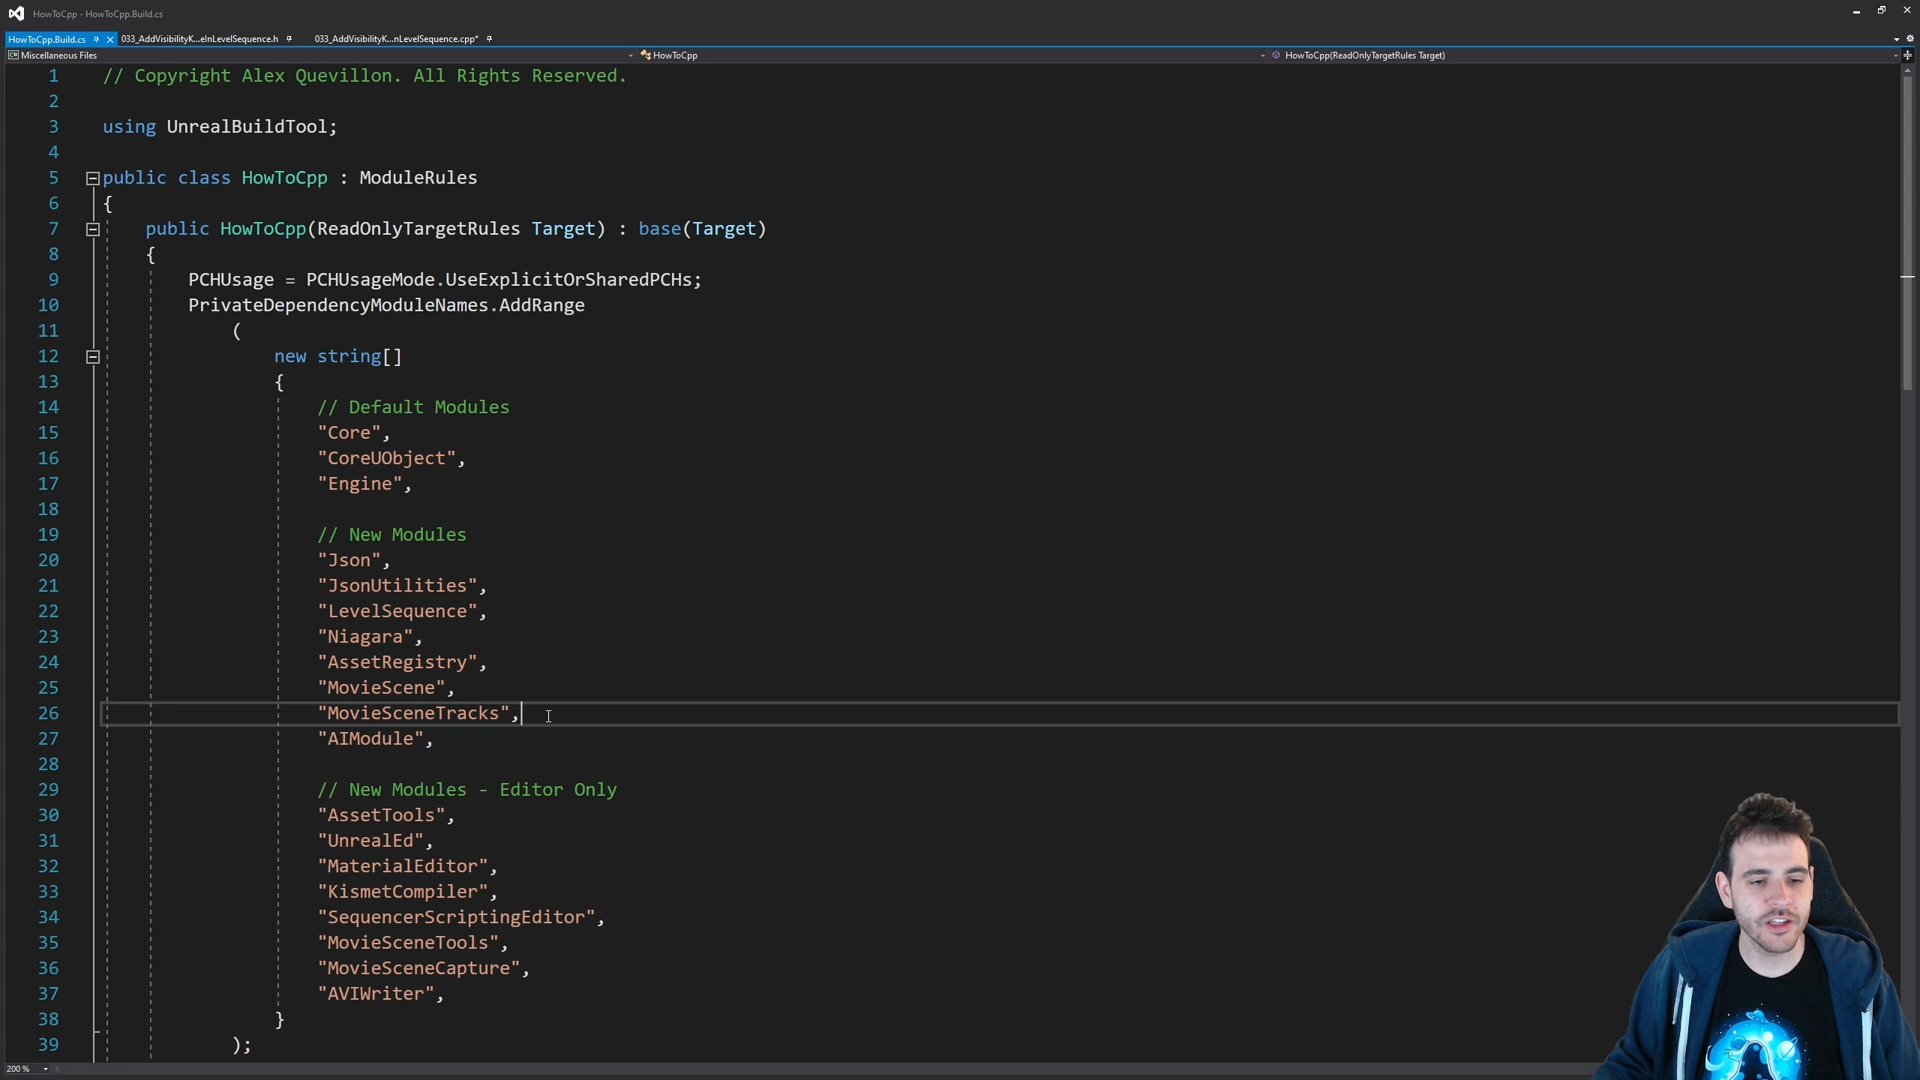 HowToCpp - HowToCpp.Build.cs
HowToCpp.Build.cs 033_AddVisibilityK...eInLevelSequence.h 033_AddVisibilityK...nLevelSequence.cpp*
Miscellaneous Files HowToCpp HowToCpp(ReadOnlyTargetRules Target)
1 // Copyright Alex Quevillon. All Rights Reserved.
2
3 using UnrealBuildTool;
4
5 public class HowToCpp : ModuleRules
6 {
7 public HowToCpp(ReadOnlyTargetRules Target) : base(Target)
8 {
9 PCHUsage = PCHUsageMode.UseExplicitOrSharedPCHs;
10 PrivateDependencyModuleNames.AddRange
11 (
12 new string[]
13 {
14 // Default Modules
15 "Core",
16 "CoreUObject",
17 "Engine",
18
19 // New Modules
20 "Json",
21 "JsonUtilities",
22 "LevelSequence",
23 "Niagara",
24 "AssetRegistry",
25 "MovieScene",
26 "MovieSceneTracks",
27 "AIModule",
28
29 // New Modules - Editor Only
30 "AssetTools",
31 "UnrealEd",
32 "MaterialEditor",
33 "KismetCompiler",
34 "SequencerScriptingEditor",
35 "MovieSceneTools",
36 "MovieSceneCapture",
37 "AVIWriter",
38 }
39 );
200 %